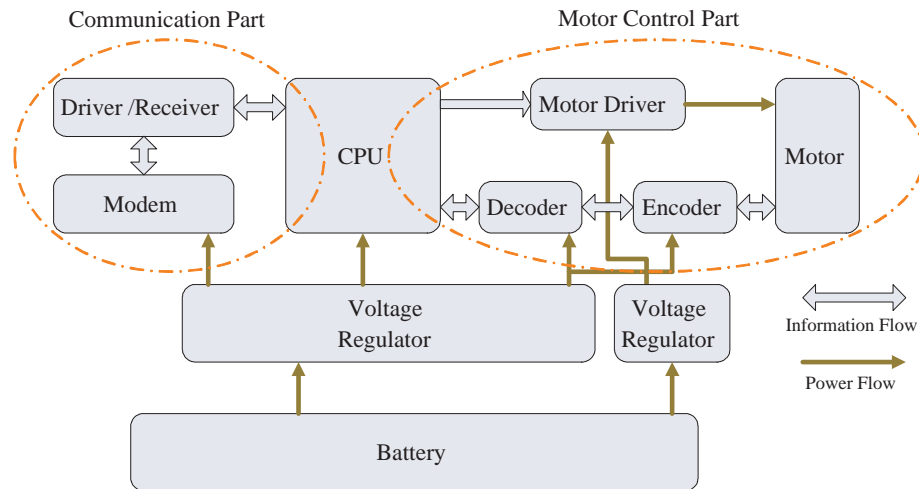 Communication Part
Motor Control Part
Driver /Receiver
Motor Driver
CPU
Motor
Modem
Decoder
Encoder
Voltage
Regulator
Voltage
Regulator
Information Flow
Power Flow
Battery